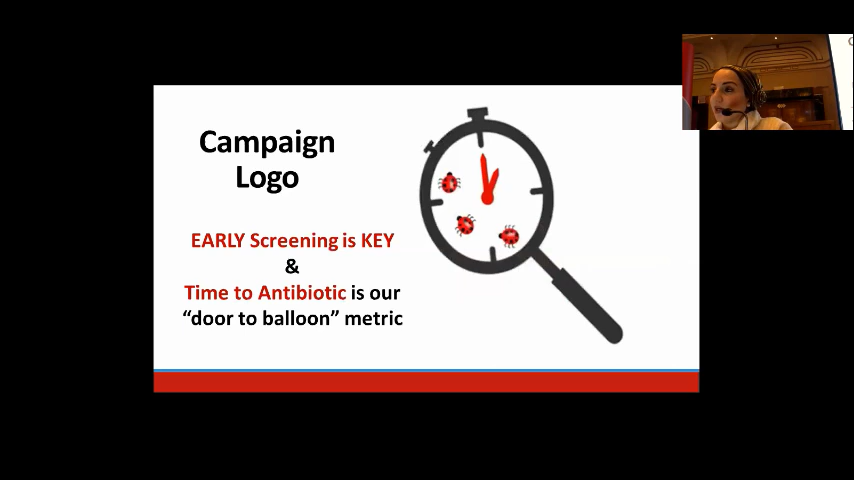 Campaign
Logo
EARLY Screening is KEY
&
Time to Antibiotic is our
“door to balloon” metric